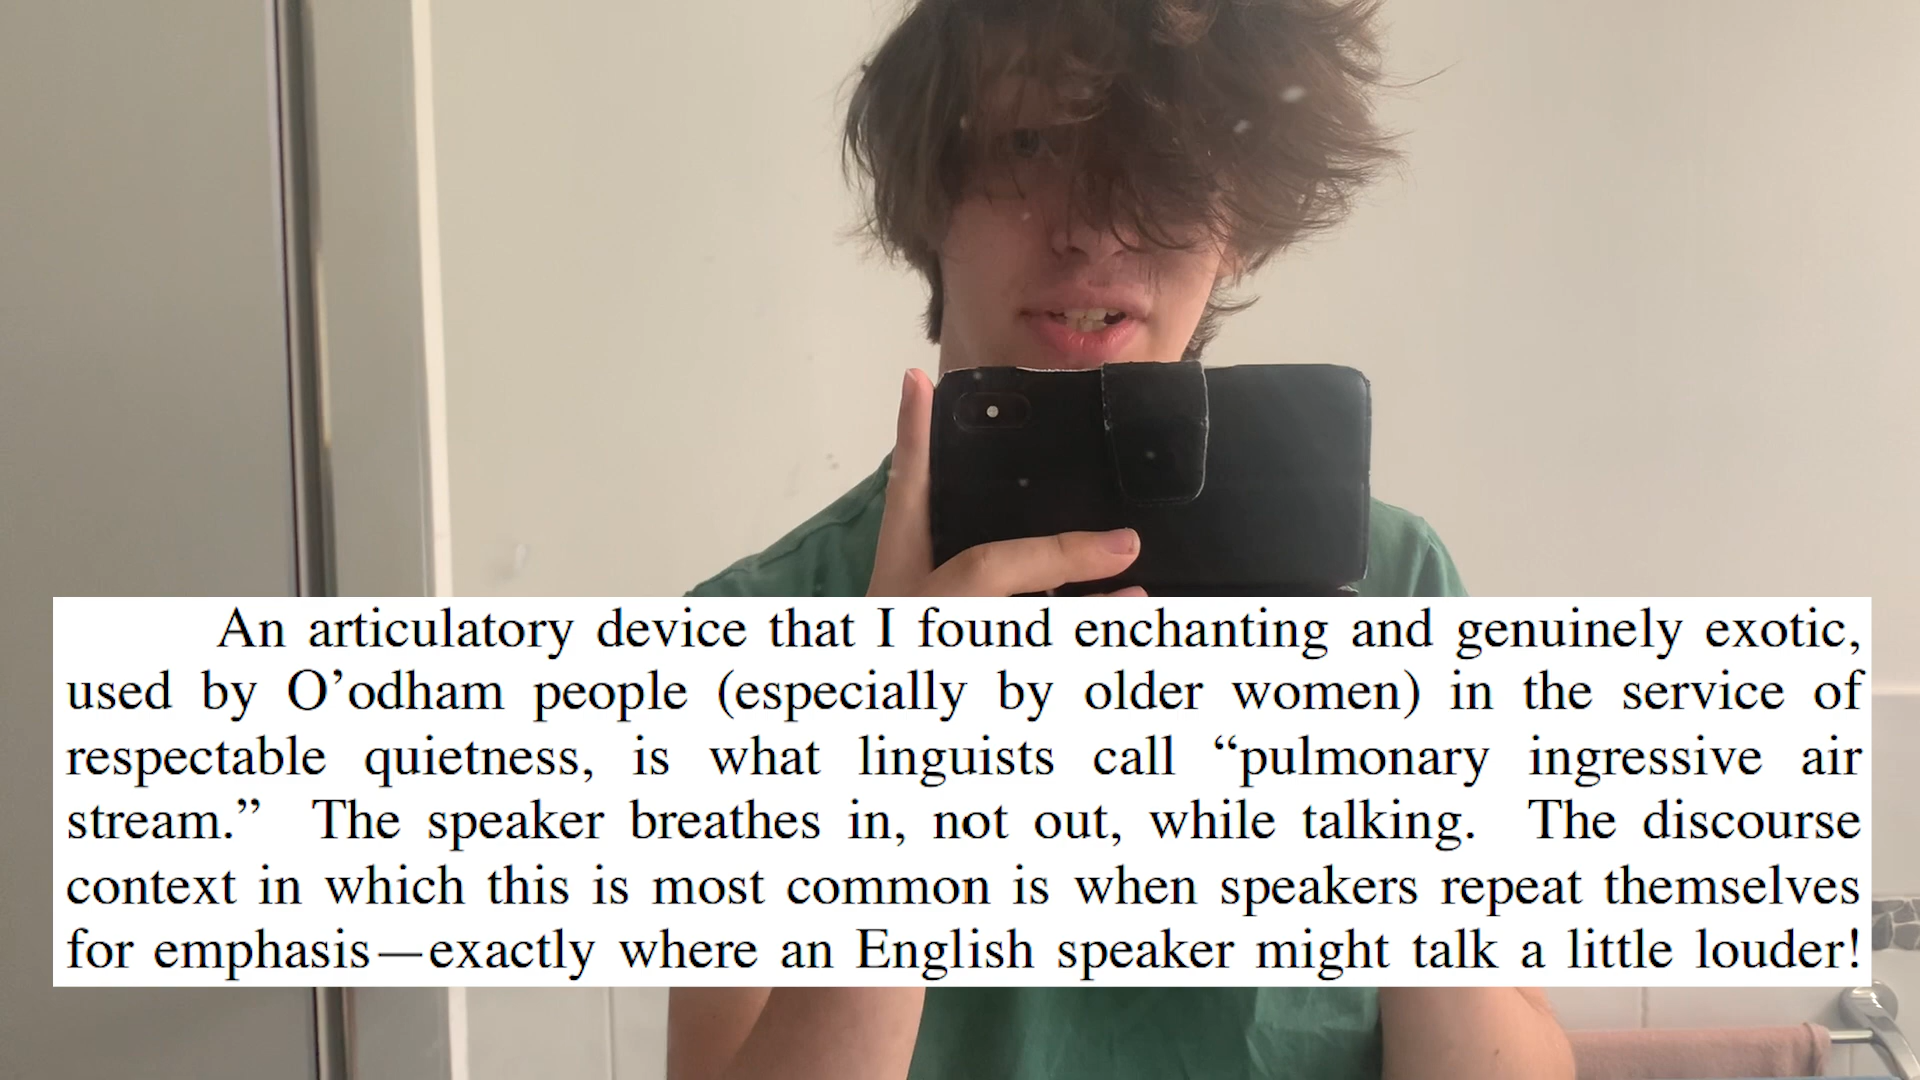 An articulatory device that I found enchanting and genuinely exotic,
used by O’odham people (especially by older women) in the service of
respectable quietness, is what linguists call “pulmonary ingressive air
stream.” The speaker breathes in, not out, while talking. The discourse
context in which this is most common is when speakers repeat themselves
for emphasis—exactly where an English speaker might talk a little louder!